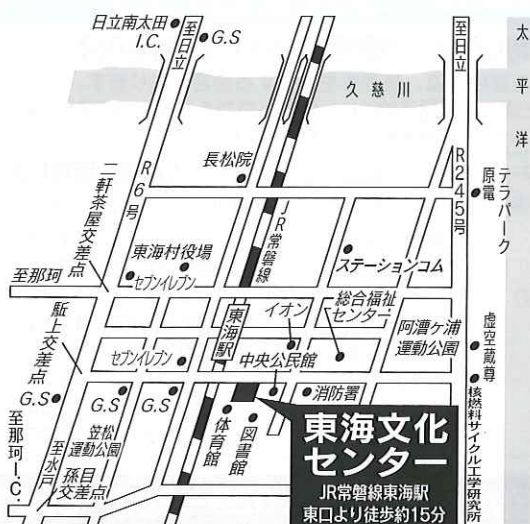 日立南太田
I.C.
至日立
G.S
至日立
太平洋
久慈川
長松院
R6号
JR常磐線
R245号
原電
テラパーク
二軒茶屋交差点
東海村役場
セブンイレブン
ステーションコム
至那珂
東海駅
イオン
総合福祉
センター
阿漕ヶ浦
運動公園
虚空蔵尊
駈上交差点
セブンイレブン
中央公民館
消防署
G.S
G.S
G.S
笠松
運動公園
体育館
図書館
核燃料サイクル工学研究所
至那珂I.C.
至水戸
孫目
交差点
東海文化
センター
JR常磐線東海駅
東口より徒歩約15分